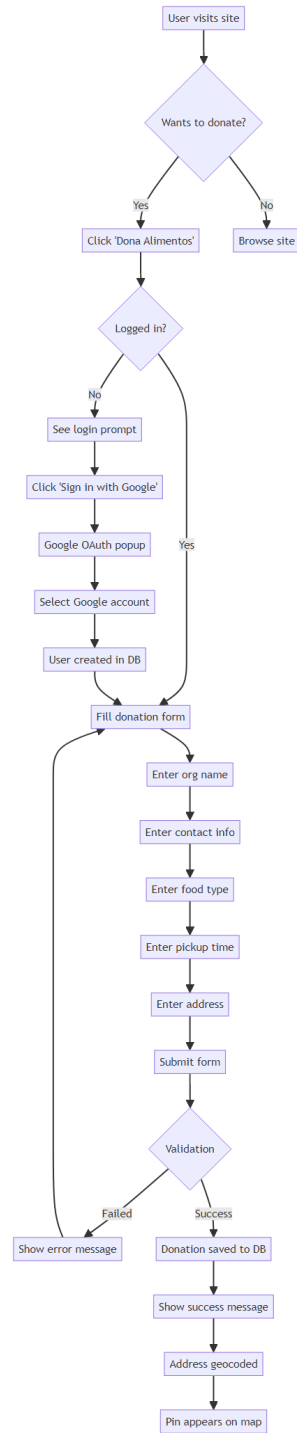 User visits site
Wants to donate?
Yes
No
Click 'Dona Alimentos'
Browse site
Logged in?
No
See login prompt
Click 'Sign in with Google'
Google OAuth popup
Yes
Select Google account
User created in DB
Fill donation form
Enter org name
Enter contact info
Enter food type
Enter pickup time
Enter address
Submit form
Validation
Failed
Success
Show error message
Donation saved to DB
Show success message
Address geocoded
Pin appears on map